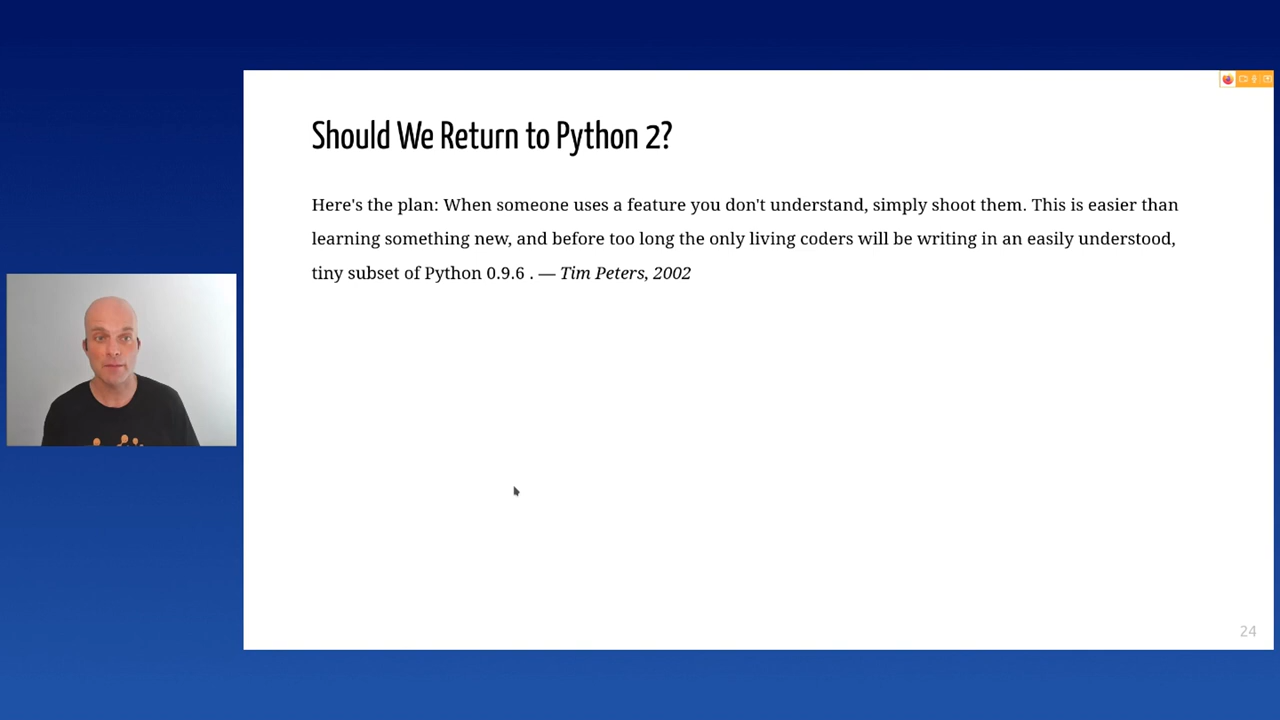 Should We Return to Python 2?
Here's the plan: When someone uses a feature you don't understand, simply shoot them. This is easier than
learning something new, and before too long the only living coders will be writing in an easily understood,
tiny subset of Python 0.9.6 . — Tim Peters, 2002
24